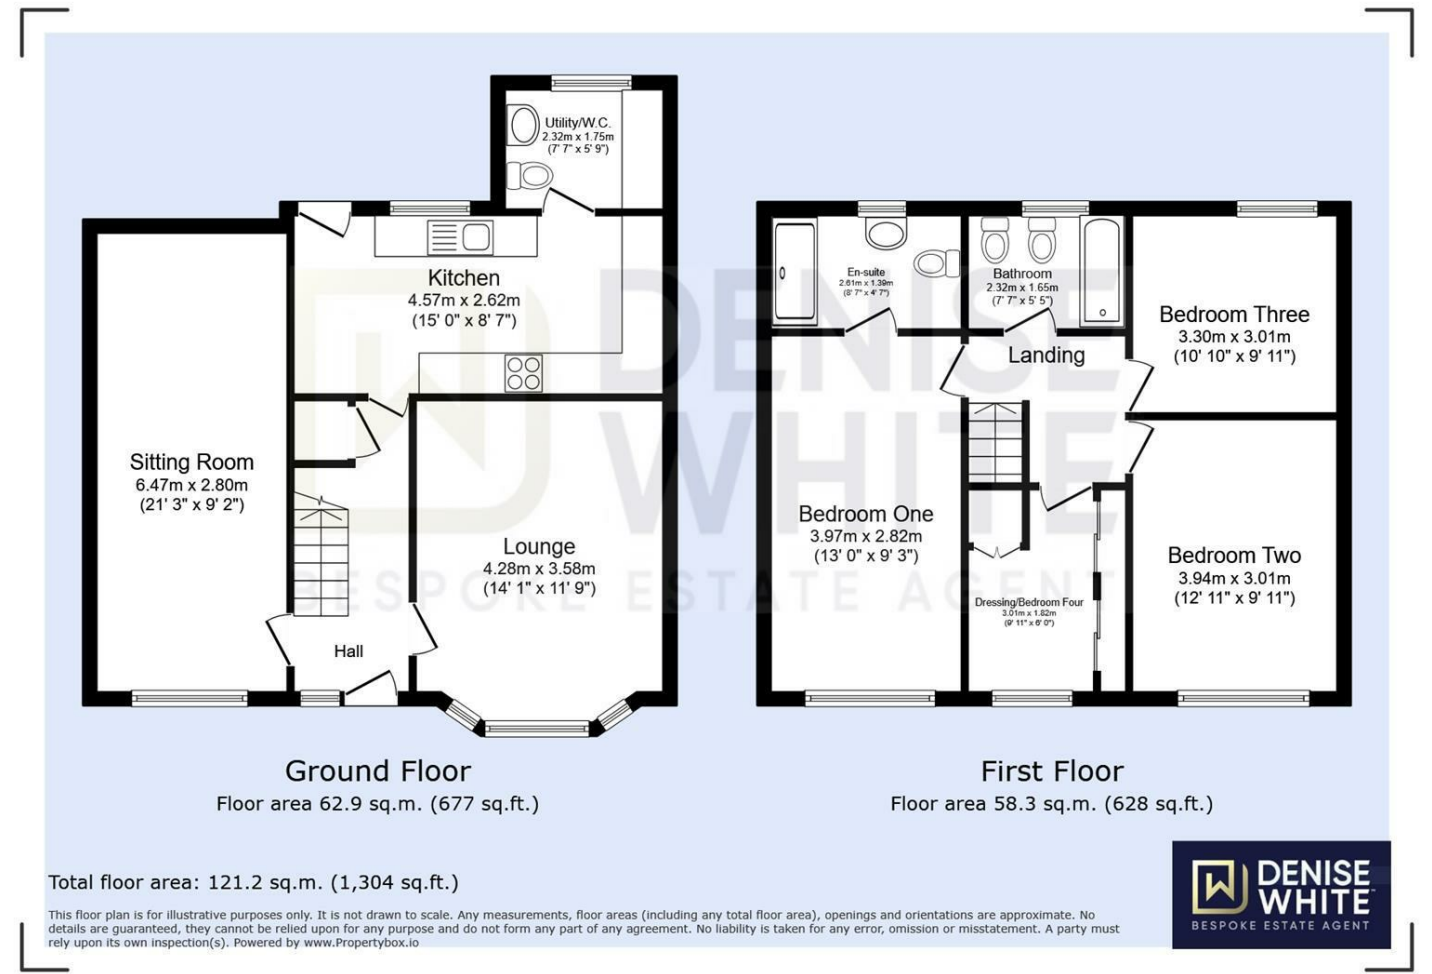 Utility/W.C.
2.32m x 1.75m
(7' 7" x 5' 9")
Kitchen
4.57m x 2.62m
(15' 0" x 8' 7")
Sitting Room
6.47m x 2.80m
(21' 3" x 9' 2")
Lounge
4.28m x 3.58m
(14' 1" x 11' 9")
Hall
En-suite
2.61m x 1.39m
(8' 7" x 4' 7")
Bathroom
2.32m x 1.65m
(7' 7" x 5' 5")
Bedroom Three
3.30m x 3.01m
(10' 10" x 9' 11")
Landing
Bedroom One
3.97m x 2.82m
(13' 0" x 9' 3")
Bedroom Two
3.94m x 3.01m
(12' 11" x 9' 11")
Dressing/Bedroom Four
3.01m x 1.82m
(9' 11" x 6' 0")
DENISE
WHITE
BESPOKE ESTATE AGENT
Ground Floor
Floor area 62.9 sq.m. (677 sq.ft.)
First Floor
Floor area 58.3 sq.m. (628 sq.ft.)
Total floor area: 121.2 sq.m. (1,304 sq.ft.)
This floor plan is for illustrative purposes only. It is not drawn to scale. Any measurements, floor areas (including any total floor area), openings and orientations are approximate. No
details are guaranteed, they cannot be relied upon for any purpose and do not form any part of any agreement. No liability is taken for any error, omission or misstatement. A party must
rely upon its own inspection(s). Powered by www.Propertybox.io
DENISE
WHITE™
BESPOKE ESTATE AGENT